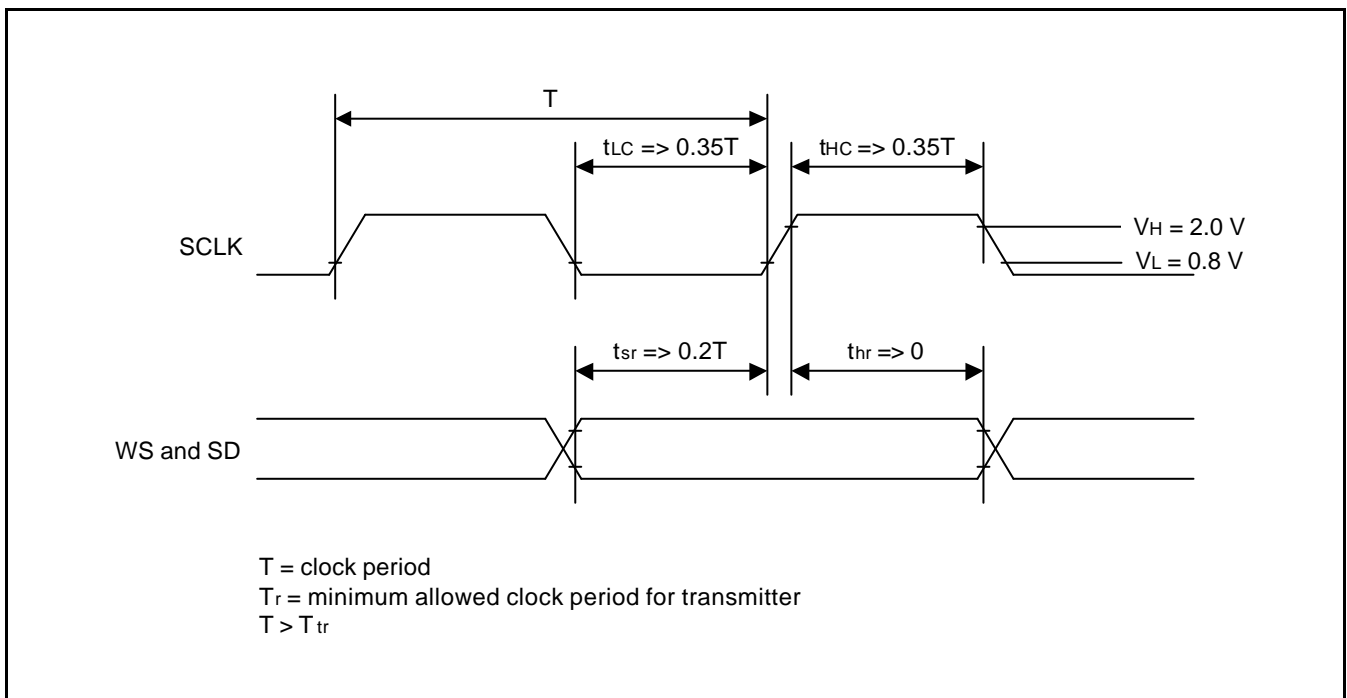 T
tLC => 0.35T
tHC => 0.35T
SCLK
VH = 2.0 V
VL = 0.8 V
tsr => 0.2T
thr => 0
WS and SD
T = clock period
Tr = minimum allowed clock period for transmitter
T > Ttr